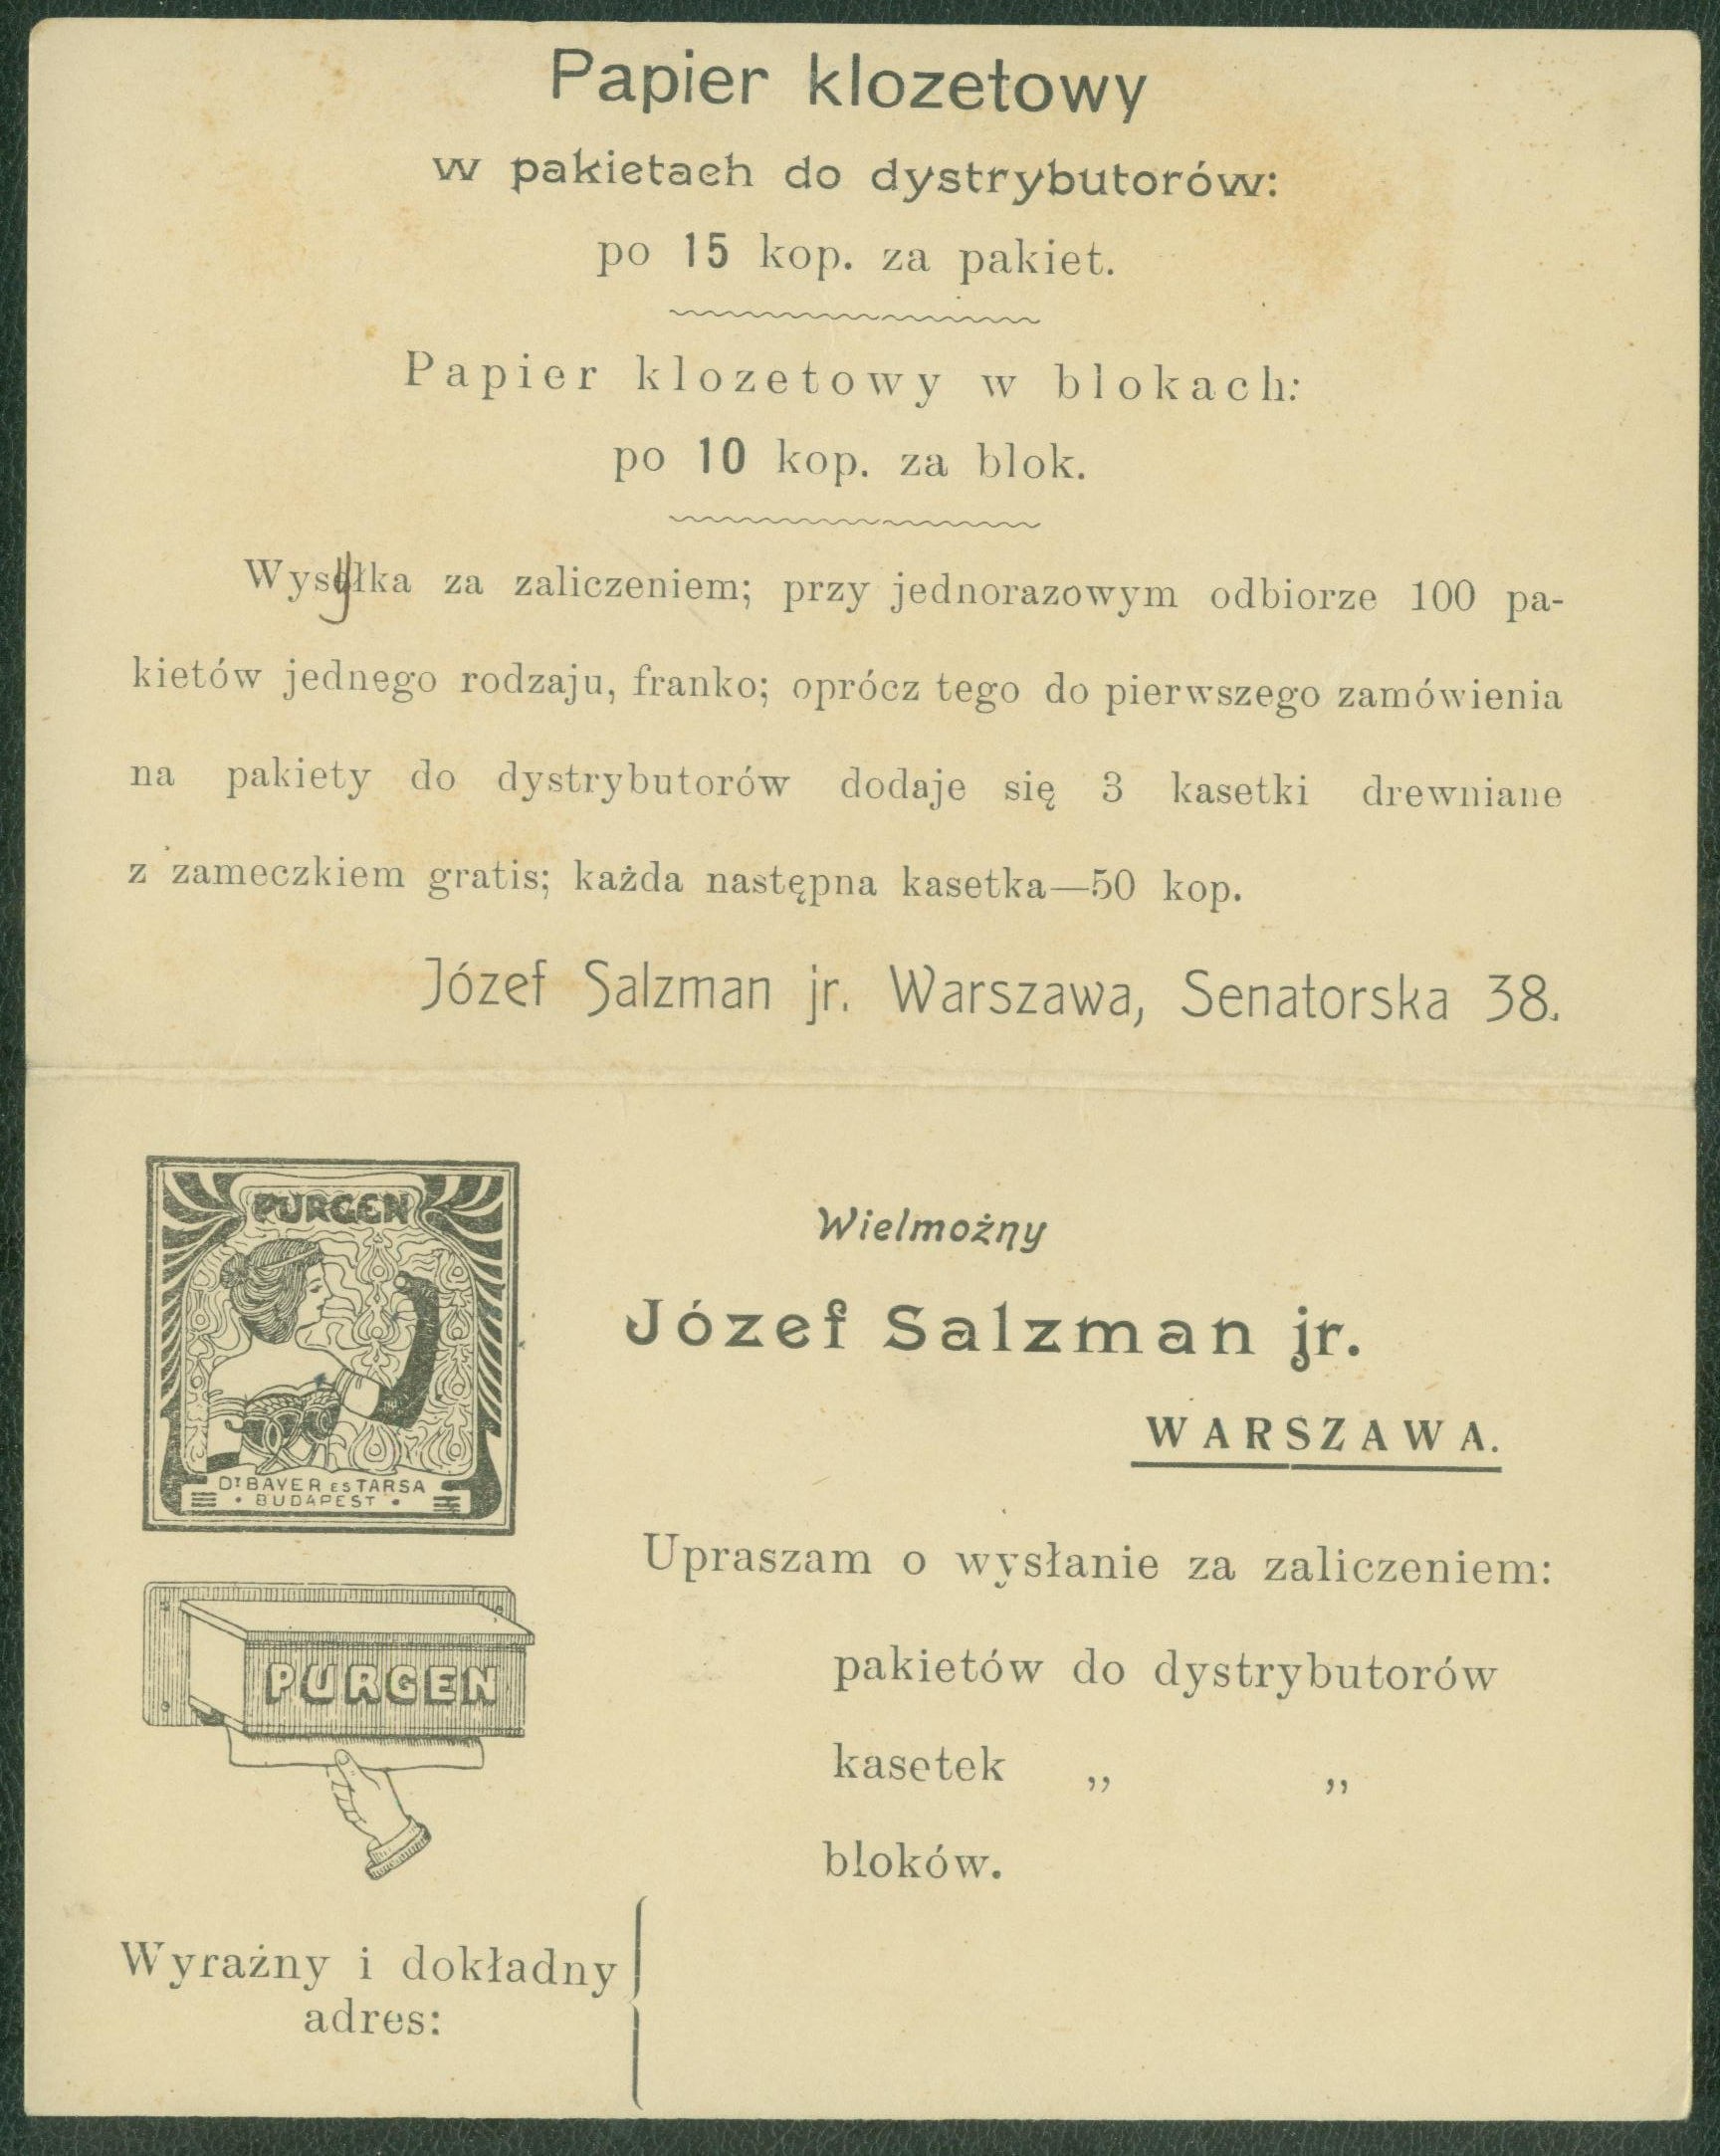 Papier klozetowy
w pakietach do dystrybutorów:
po 15 kop. za pakiet.
Papier klozetowy w blokach:
po 10 kop. za blok.
Wysyłka za zaliczeniem; przy jednorazowym odbiorze 100 pa-
kietów jednego rodzaju, franko; oprócz tego do pierwszego zamówienia
na pakiety do dystrybutorów dodaje się 3 kasetki drewniane
z zameczkiem gratis; każda następna kasetka—50 kop.
Józef Salzman jr. Warszawa, Senatorska 38.
PURGEN
Dr BAYER ES TARSA
• BUDAPEST •
PURGEN
Wielmożny
Józef Salzman jr.
WARSZAWA.
Upraszam o wysłanie za zaliczeniem:
pakietów do dystrybutorów
kasetek „ „
bloków.
Wyraźny i dokładny
adres: